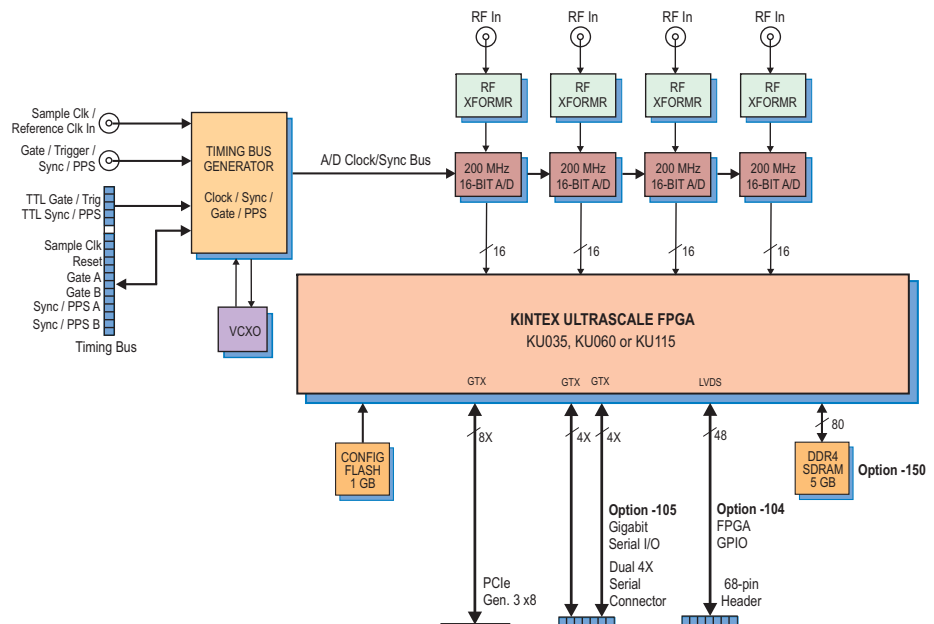 RF In
RF In
RF In
RF In
RF
XFORMR
RF
XFORMR
RF
XFORMR
RF
XFORMR
Sample Clk /
Reference Clk In
Gate / Trigger /
Sync / PPS
TTL Gate / Trig
TTL Sync / PPS
Sample Clk
Reset
Gate A
Gate B
Sync / PPS A
Sync / PPS B
Timing Bus
TIMING BUS
GENERATOR
Clock / Sync /
Gate / PPS
VCXO
A/D Clock/Sync Bus
200 MHz
16-BIT A/D
200 MHz
16-BIT A/D
200 MHz
16-BIT A/D
200 MHz
16-BIT A/D
16
16
16
16
KINTEX ULTRASCALE FPGA
KU035, KU060 or KU115
GTX
GTX
GTX
LVDS
8X
4X
4X
48
80
CONFIG
FLASH
1 GB
DDR4
SDRAM
5 GB
Option -150
Option -105
Gigabit
Serial I/O
Dual 4X
Serial
Connector
Option -104
FPGA
GPIO
68-pin
Header
PCIe
Gen. 3 x8